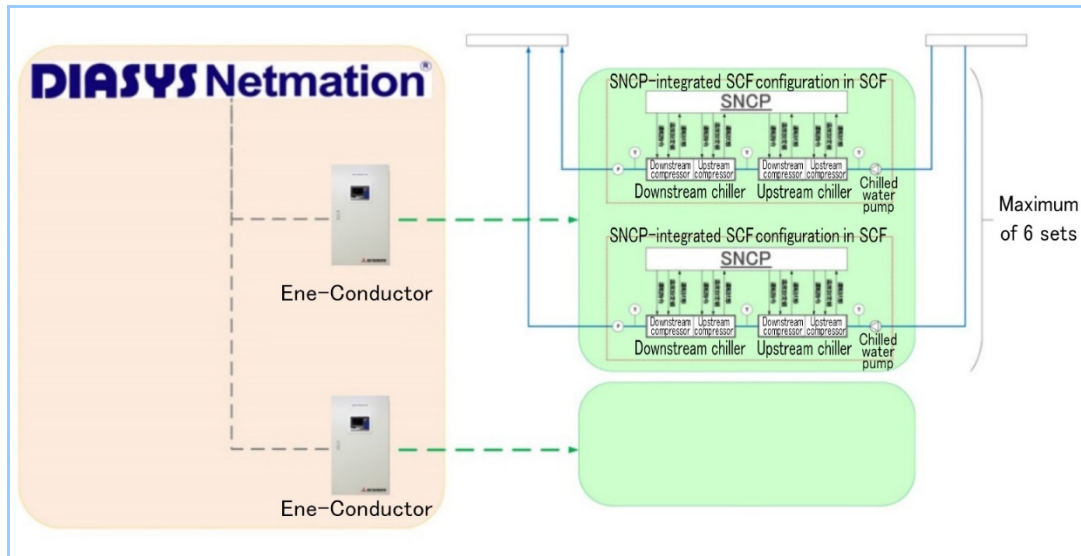 DIASYS Netmation®
Ene-Conductor
Ene-Conductor
SNCP-integrated SCF configuration in SCF
SNCP
Downstream compressor
Upstream compressor
Downstream compressor
Upstream compressor
Downstream chiller
Upstream chiller
Chilled
water
pump
SNCP-integrated SCF configuration in SCF
SNCP
Downstream compressor
Upstream compressor
Downstream compressor
Upstream compressor
Downstream chiller
Upstream chiller
Chilled
water
pump
Maximum
of 6 sets